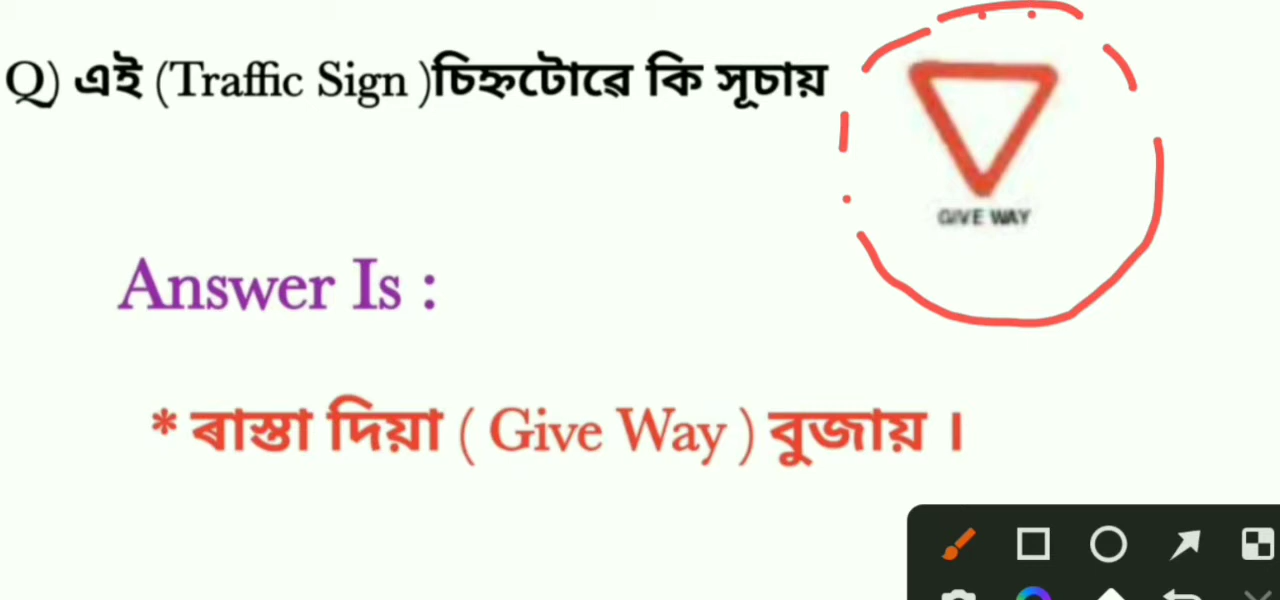 Q) এই (Traffic Sign )চিহ্নটোৱে কি সূচায়
GIVE WAY
Answer Is :
* ৰাস্তা দিয়া ( Give Way ) বুজায় ।